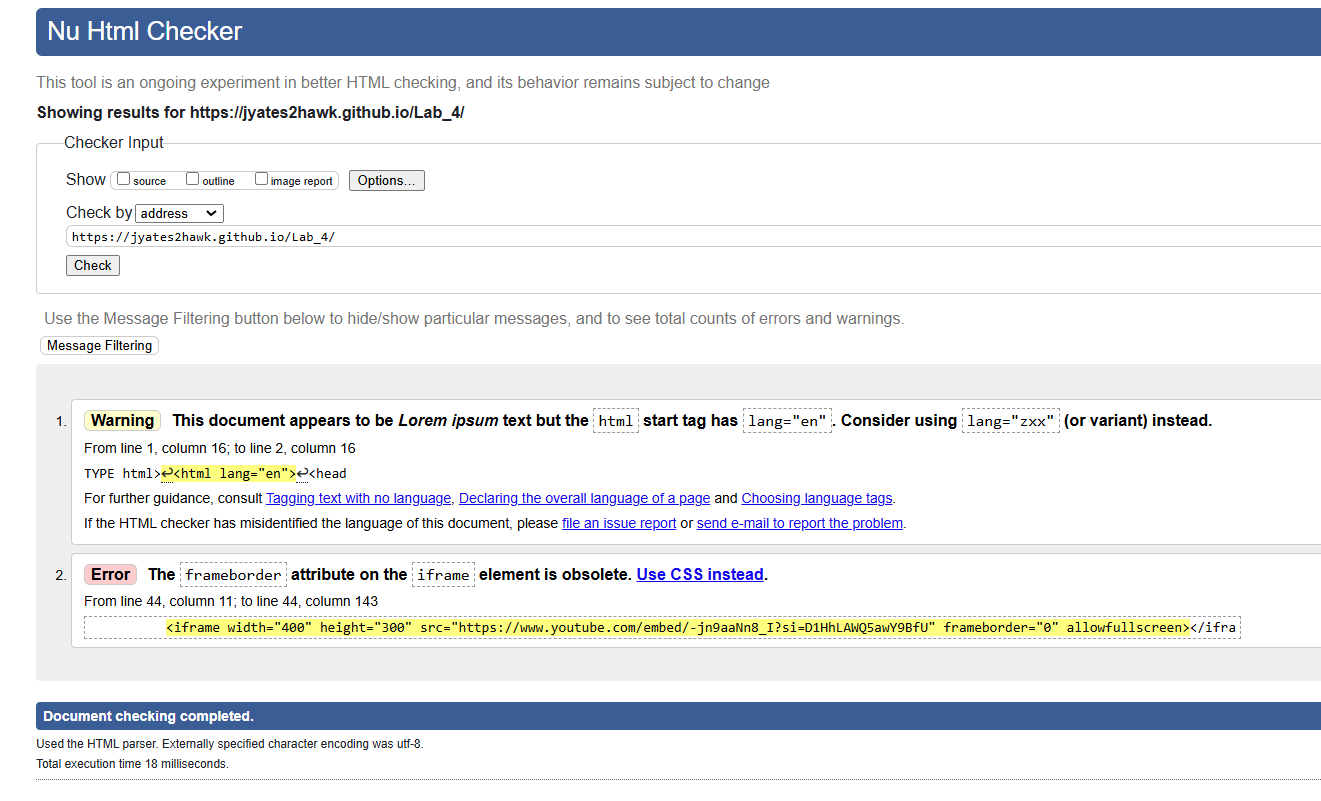 Nu Html Checker
This tool is an ongoing experiment in better HTML checking, and its behavior remains subject to change
Showing results for https://jyates2hawk.github.io/Lab_4/
Checker Input
Show source outline image report Options...
Check by address
https://jyates2hawk.github.io/Lab_4/
Check
Use the Message Filtering button below to hide/show particular messages, and to see total counts of errors and warnings.
Message Filtering
1. Warning This document appears to be Lorem ipsum text but the html start tag has lang="en". Consider using lang="zxx" (or variant) instead.
From line 1, column 16; to line 2, column 16
TYPE html>↩<html lang="en">↩<head
For further guidance, consult Tagging text with no language, Declaring the overall language of a page and Choosing language tags.
If the HTML checker has misidentified the language of this document, please file an issue report or send e-mail to report the problem.
2. Error The frameborder attribute on the iframe element is obsolete. Use CSS instead.
From line 44, column 11; to line 44, column 143
<iframe width="400" height="300" src="https://www.youtube.com/embed/-jn9aaNn8_I?si=D1HhLAWQ5awY9BfU" frameborder="0" allowfullscreen></ifra
Document checking completed.
Used the HTML parser. Externally specified character encoding was utf-8.
Total execution time 18 milliseconds.